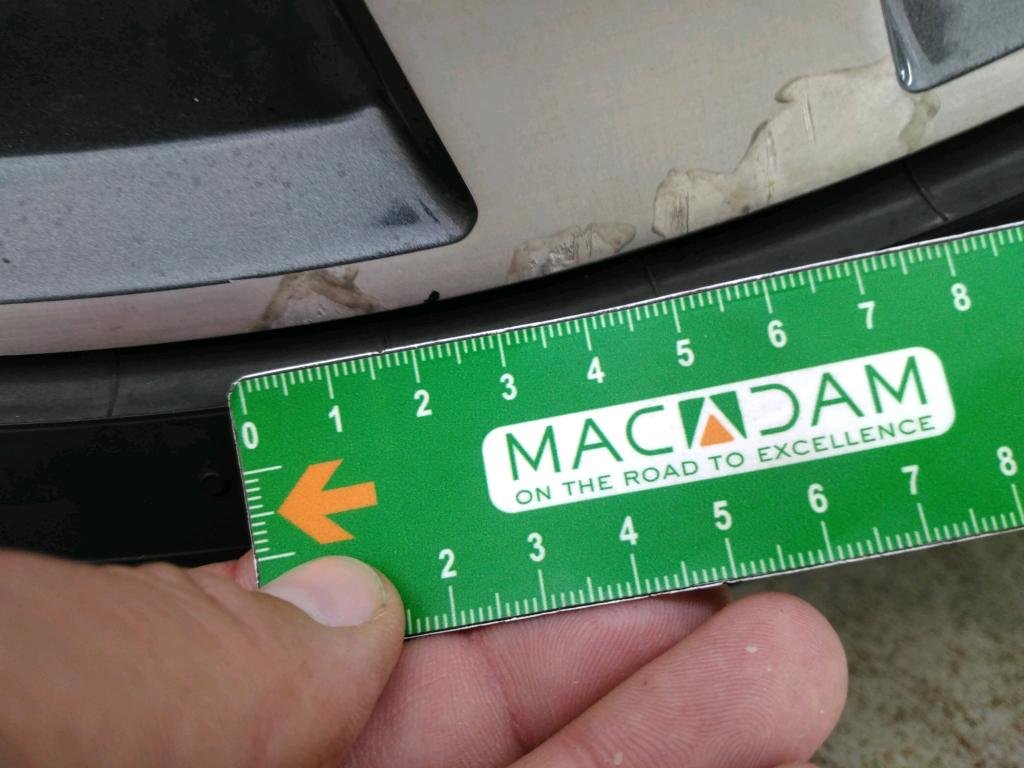 0 1 2 3 4 5 6 7 8
MACADAM
ON THE ROAD TO EXCELLENCE
2 3 4 5 6 7 8